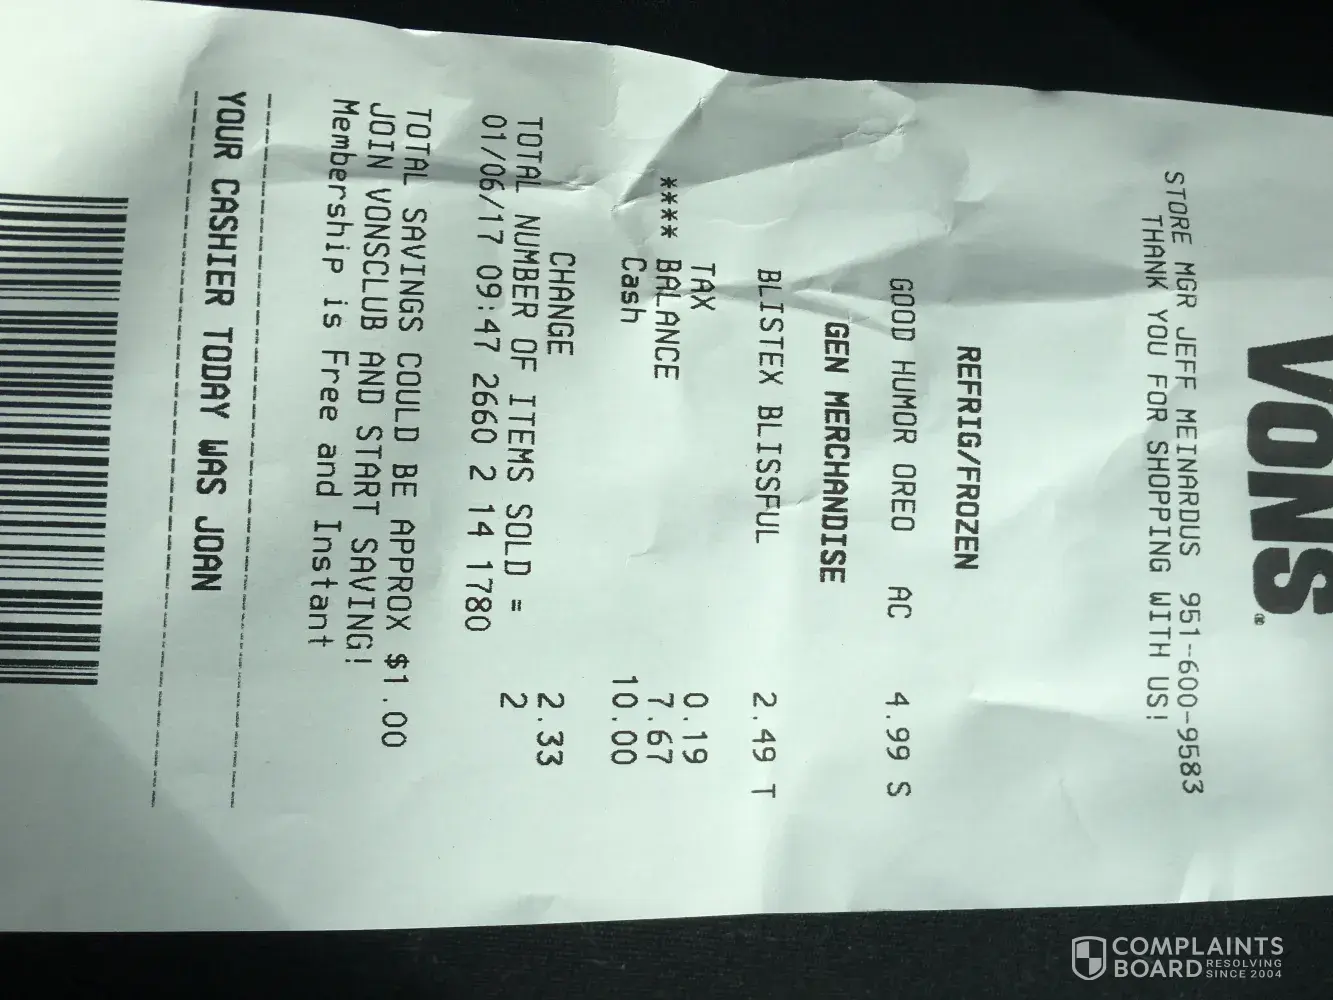 VONS®
STORE MGR JEFF MEINARDUS 951-600-9583
THANK YOU FOR SHOPPING WITH US!
REFRIG/FROZEN
GOOD HUMOR OREO AC 4.99 S
GEN MERCHANDISE
BLISTEX BLISSFUL 2.49 T
TAX 0.19
**** BALANCE 7.67
Cash 10.00
CHANGE 2.33
TOTAL NUMBER OF ITEMS SOLD = 2
01/06/17 09:47 2660 2 14 1780
TOTAL SAVINGS COULD BE APPROX $1.00
JOIN VONSCLUB AND START SAVING!
Membership is Free and Instant
YOUR CASHIER TODAY WAS JOAN
COMPLAINTS
BOARD RESOLVING
SINCE 2004